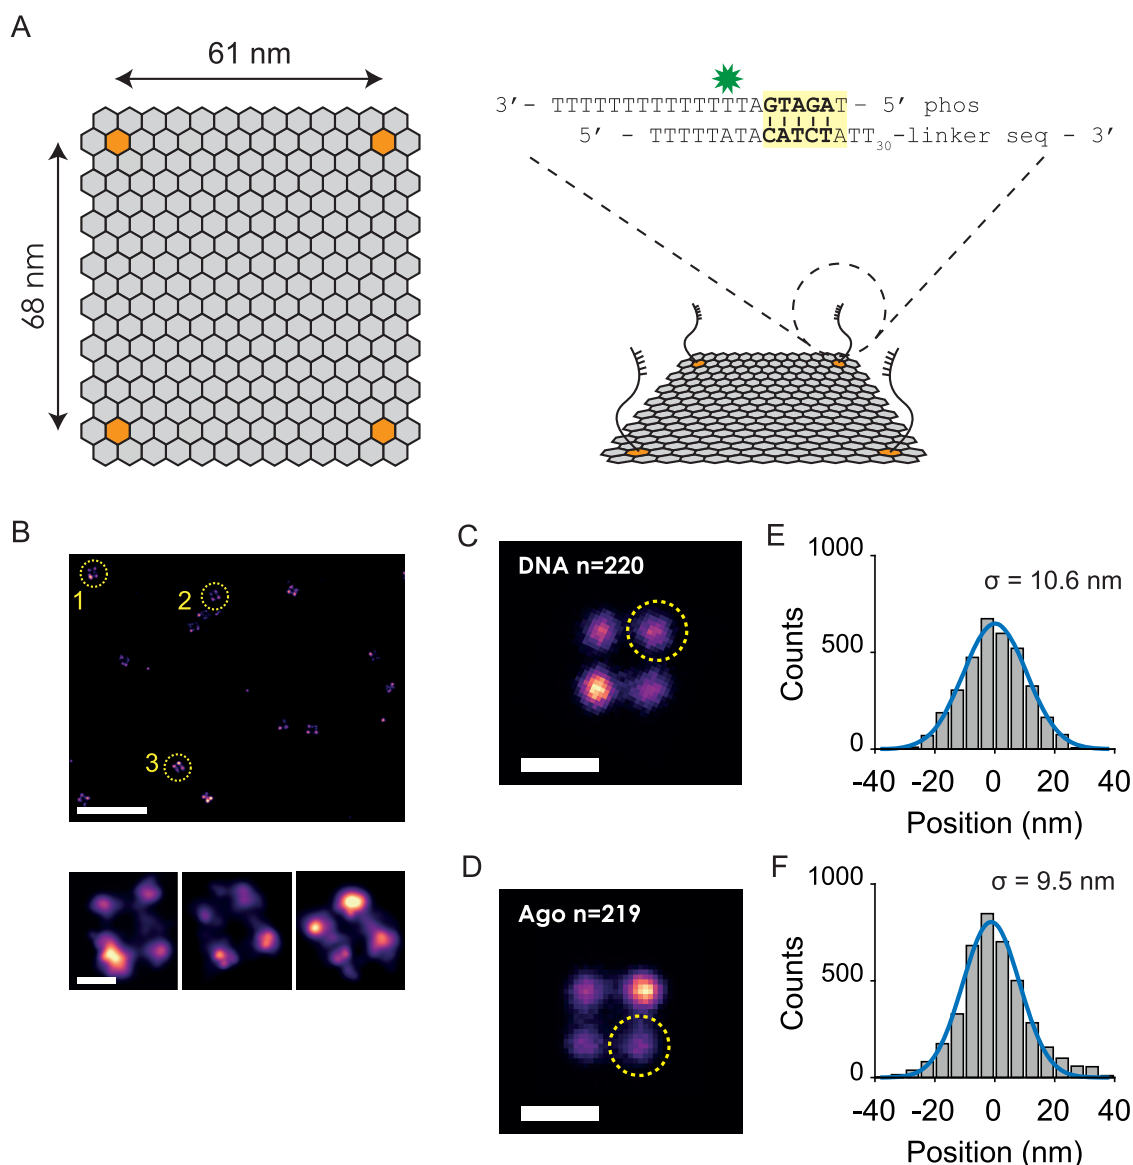 A
61 nm
68 nm
3′- TTTTTTTTTTTTTTTAGTAGAT- 5′ phos
5′ - TTTTTATACATCTATT30-linker seq - 3′
B
1
2
3
C
DNA n=220
D
Ago n=219
E
σ = 10.6 nm
1000
500
0
Counts
-40 -20 0 20 40
Position (nm)
F
σ = 9.5 nm
1000
500
0
Counts
-40 -20 0 20 40
Position (nm)